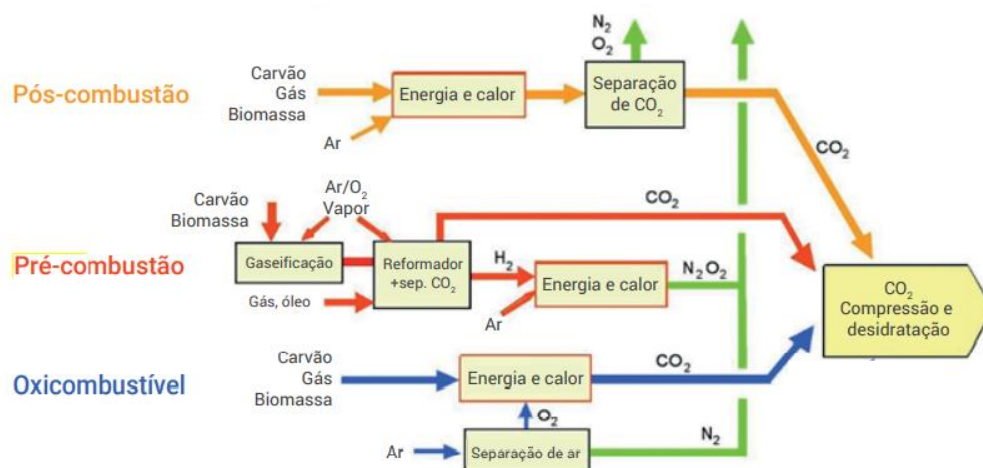 N₂
O₂
Pós-combustão
Carvão
Gás
Biomassa
Ar
Energia e calor
Separação
de CO₂
CO₂
Pré-combustão
Carvão
Biomassa
Ar/O₂
Vapor
Gaseificação
Gás, óleo
Reformador
+sep. CO₂
CO₂
H₂
Ar
Energia e calor
N₂O₂
CO₂
Compressão e
desidratação
Oxicombustível
Carvão
Gás
Biomassa
Energia e calor
CO₂
O₂
Ar
Separação de ar
N₂